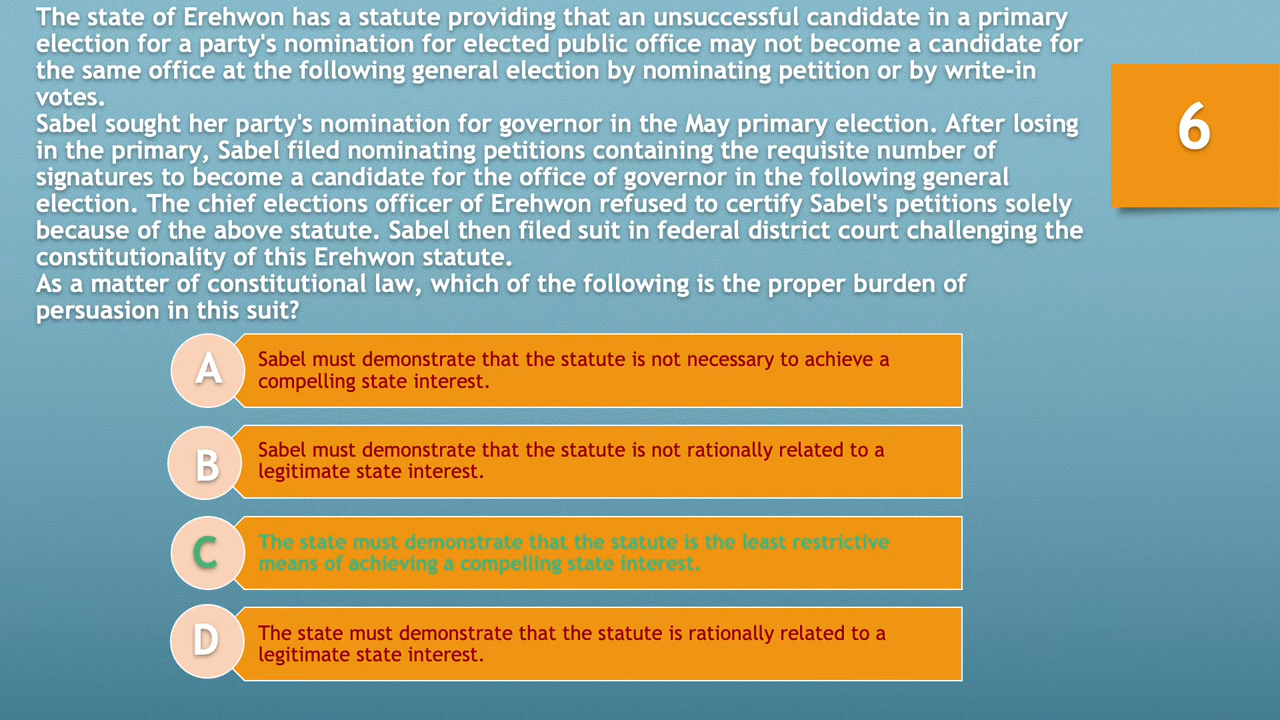 The state of Erehwon has a statute providing that an unsuccessful candidate in a primary
election for a party's nomination for elected public office may not become a candidate for
the same office at the following general election by nominating petition or by write-in
votes.
Sabel sought her party's nomination for governor in the May primary election. After losing
in the primary, Sabel filed nominating petitions containing the requisite number of
signatures to become a candidate for the office of governor in the following general
election. The chief elections officer of Erehwon refused to certify Sabel's petitions solely
because of the above statute. Sabel then filed suit in federal district court challenging the
constitutionality of this Erehwon statute.
As a matter of constitutional law, which of the following is the proper burden of
persuasion in this suit?
6
A
Sabel must demonstrate that the statute is not necessary to achieve a
compelling state interest.
B
Sabel must demonstrate that the statute is not rationally related to a
legitimate state interest.
C
The state must demonstrate that the statute is the least restrictive
means of achieving a compelling state interest.
D
The state must demonstrate that the statute is rationally related to a
legitimate state interest.